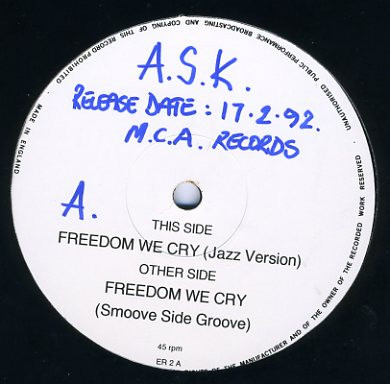 A.S.K.
RELEASE DATE : 17.2.92.
M.C.A. RECORDS
A.
THIS SIDE
FREEDOM WE CRY (Jazz Version)
OTHER SIDE
FREEDOM WE CRY
(Smoove Side Groove)
45 rpm
ER 2 A
MADE IN ENGLAND
UNAUTHORISED PUBLIC PERFORMANCE BROADCASTING AND COPYING OF THIS RECORD PROHIBITED
OF THE MANUFACTURER AND OF THE OWNER OF THE RECORDED WORK RESERVED